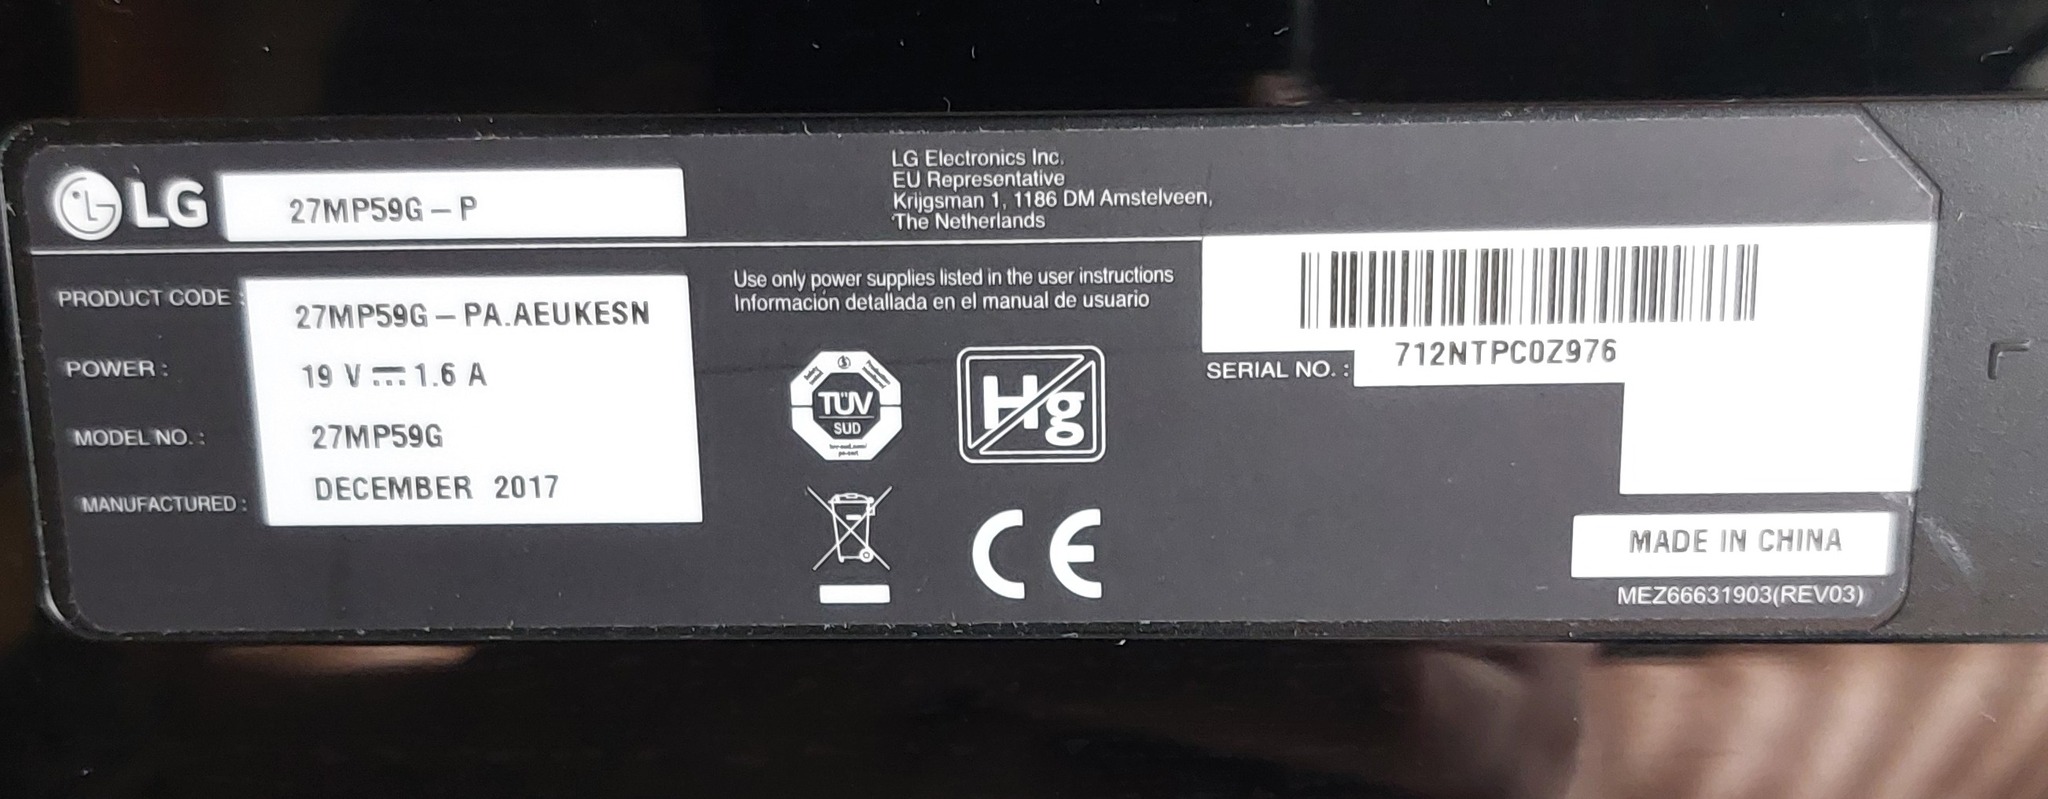 LG 27MP59G-P
LG Electronics Inc.
EU Representative
Krijgsman 1, 1186 DM Amstelveen,
The Netherlands
PRODUCT CODE : 27MP59G-PA.AEUKESN
POWER : 19 V ⎓ 1.6 A
MODEL NO. : 27MP59G
MANUFACTURED : DECEMBER 2017
Use only power supplies listed in the user instructions
Información detallada en el manual de usuario
TÜV
SUD
Hg
CE
SERIAL NO. : 712NTPC0Z976
MADE IN CHINA
MEZ66631903(REV03)